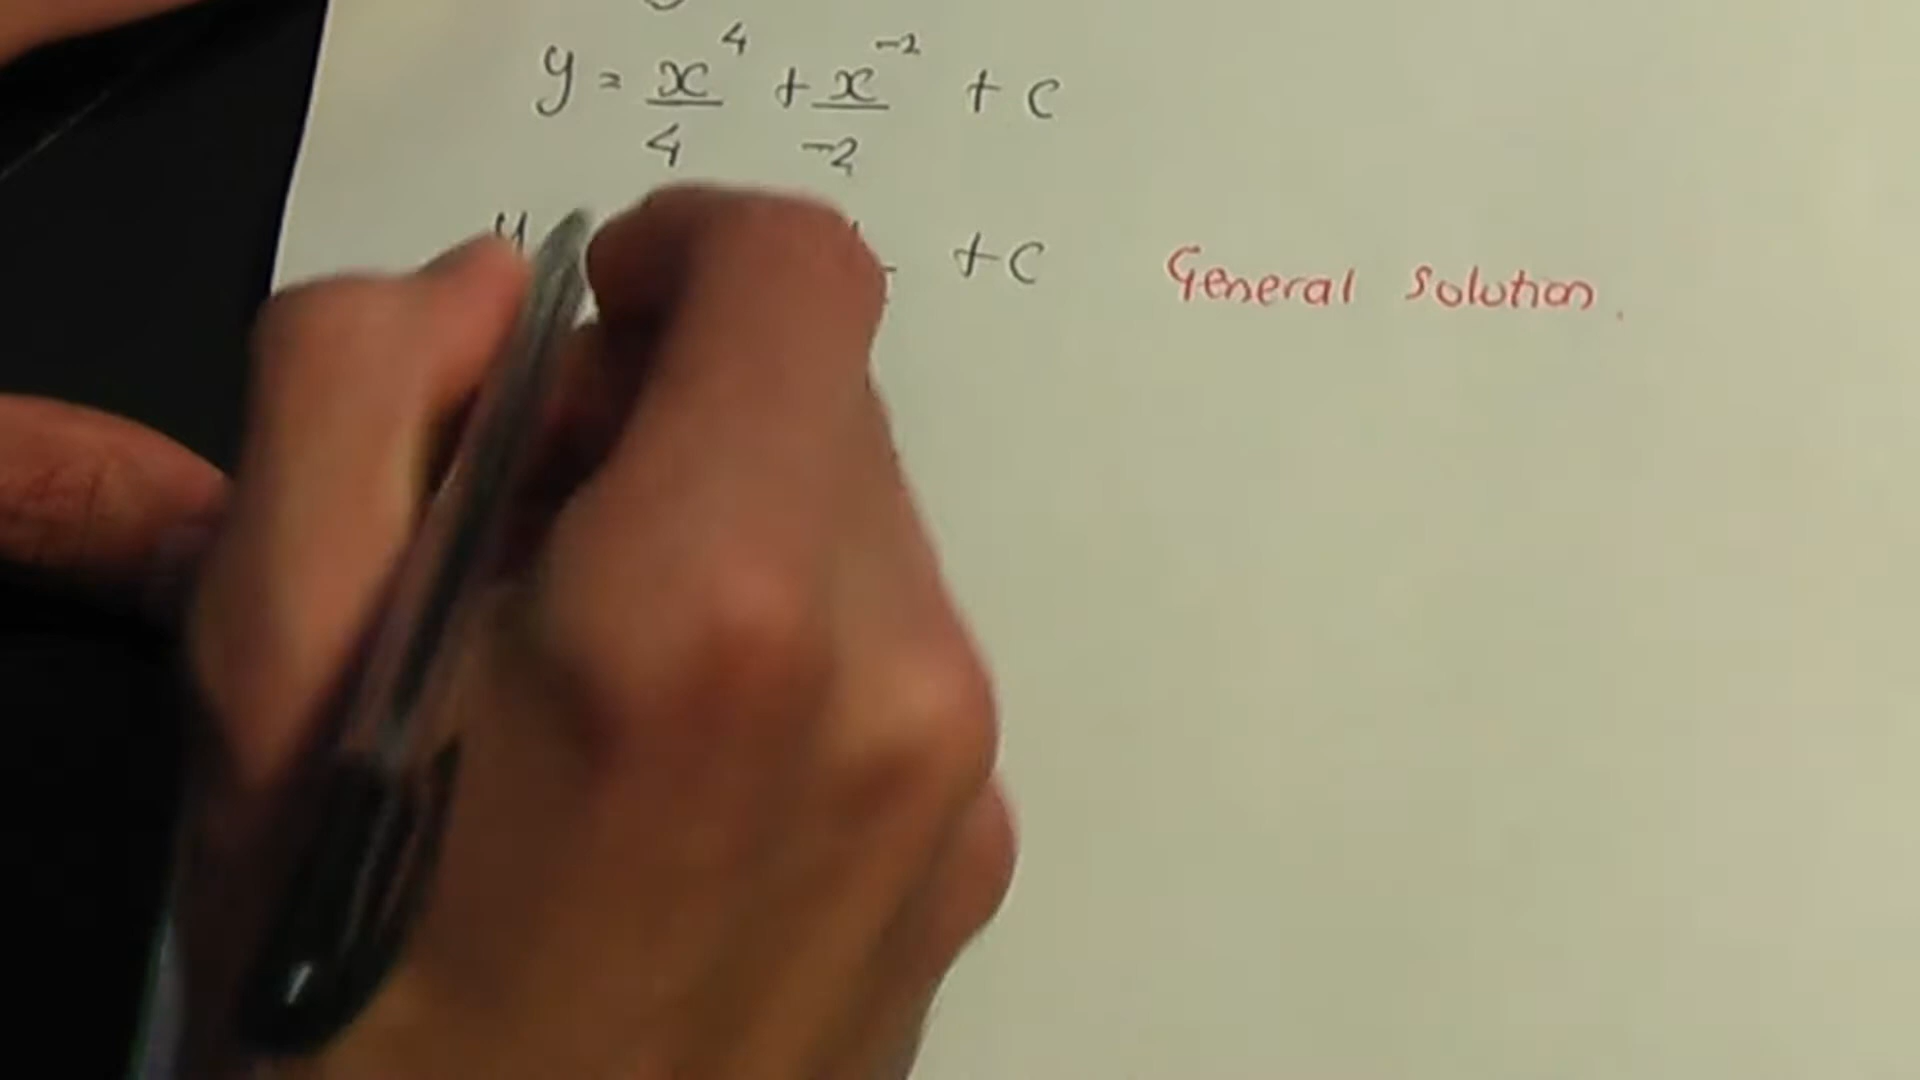 y = x^4/4 + x^-2/-2 + c
y + c General Solution.